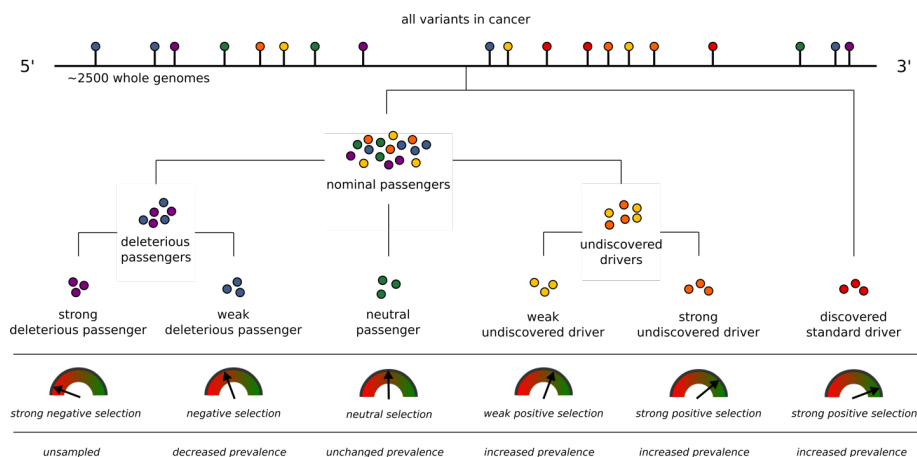 all variants in cancer
5'
3'
~2500 whole genomes
nominal passengers
deleterious
passengers
undiscovered
drivers
strong
deleterious passenger
weak
deleterious passenger
neutral
passenger
weak
undiscovered driver
strong
undiscovered driver
discovered
standard driver
strong negative selection
negative selection
neutral selection
weak positive selection
strong positive selection
strong positive selection
unsampled
decreased prevalence
unchanged prevalence
increased prevalence
increased prevalence
increased prevalence